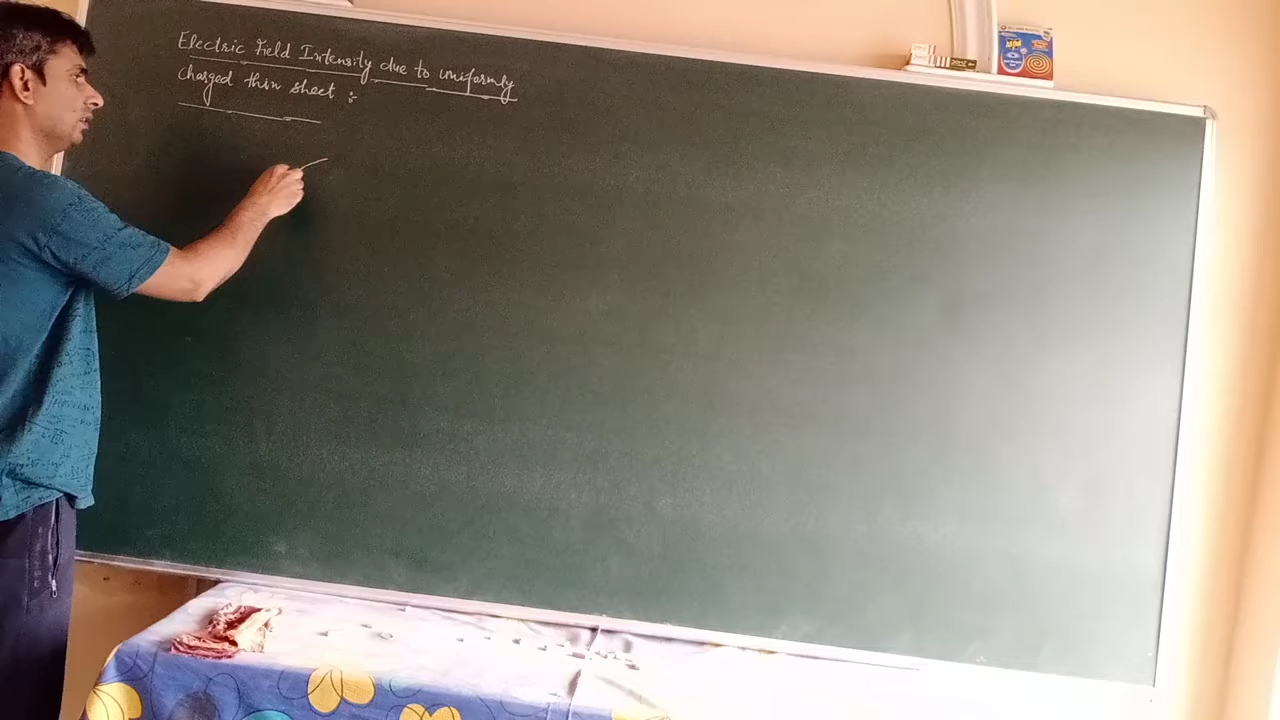 Electric Field Intensity due to uniformly
charged thin sheet :-